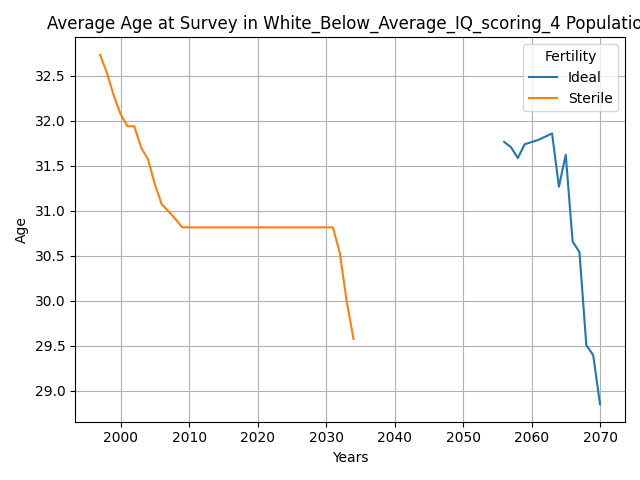 Average Age at Survey in White_Below_Average_IQ_scoring_4 Populatio
Fertility
Ideal
Sterile
32.5
32.0
31.5
31.0
30.5
30.0
29.5
29.0
Age
2000 2010 2020 2030 2040 2050 2060 2070
Years